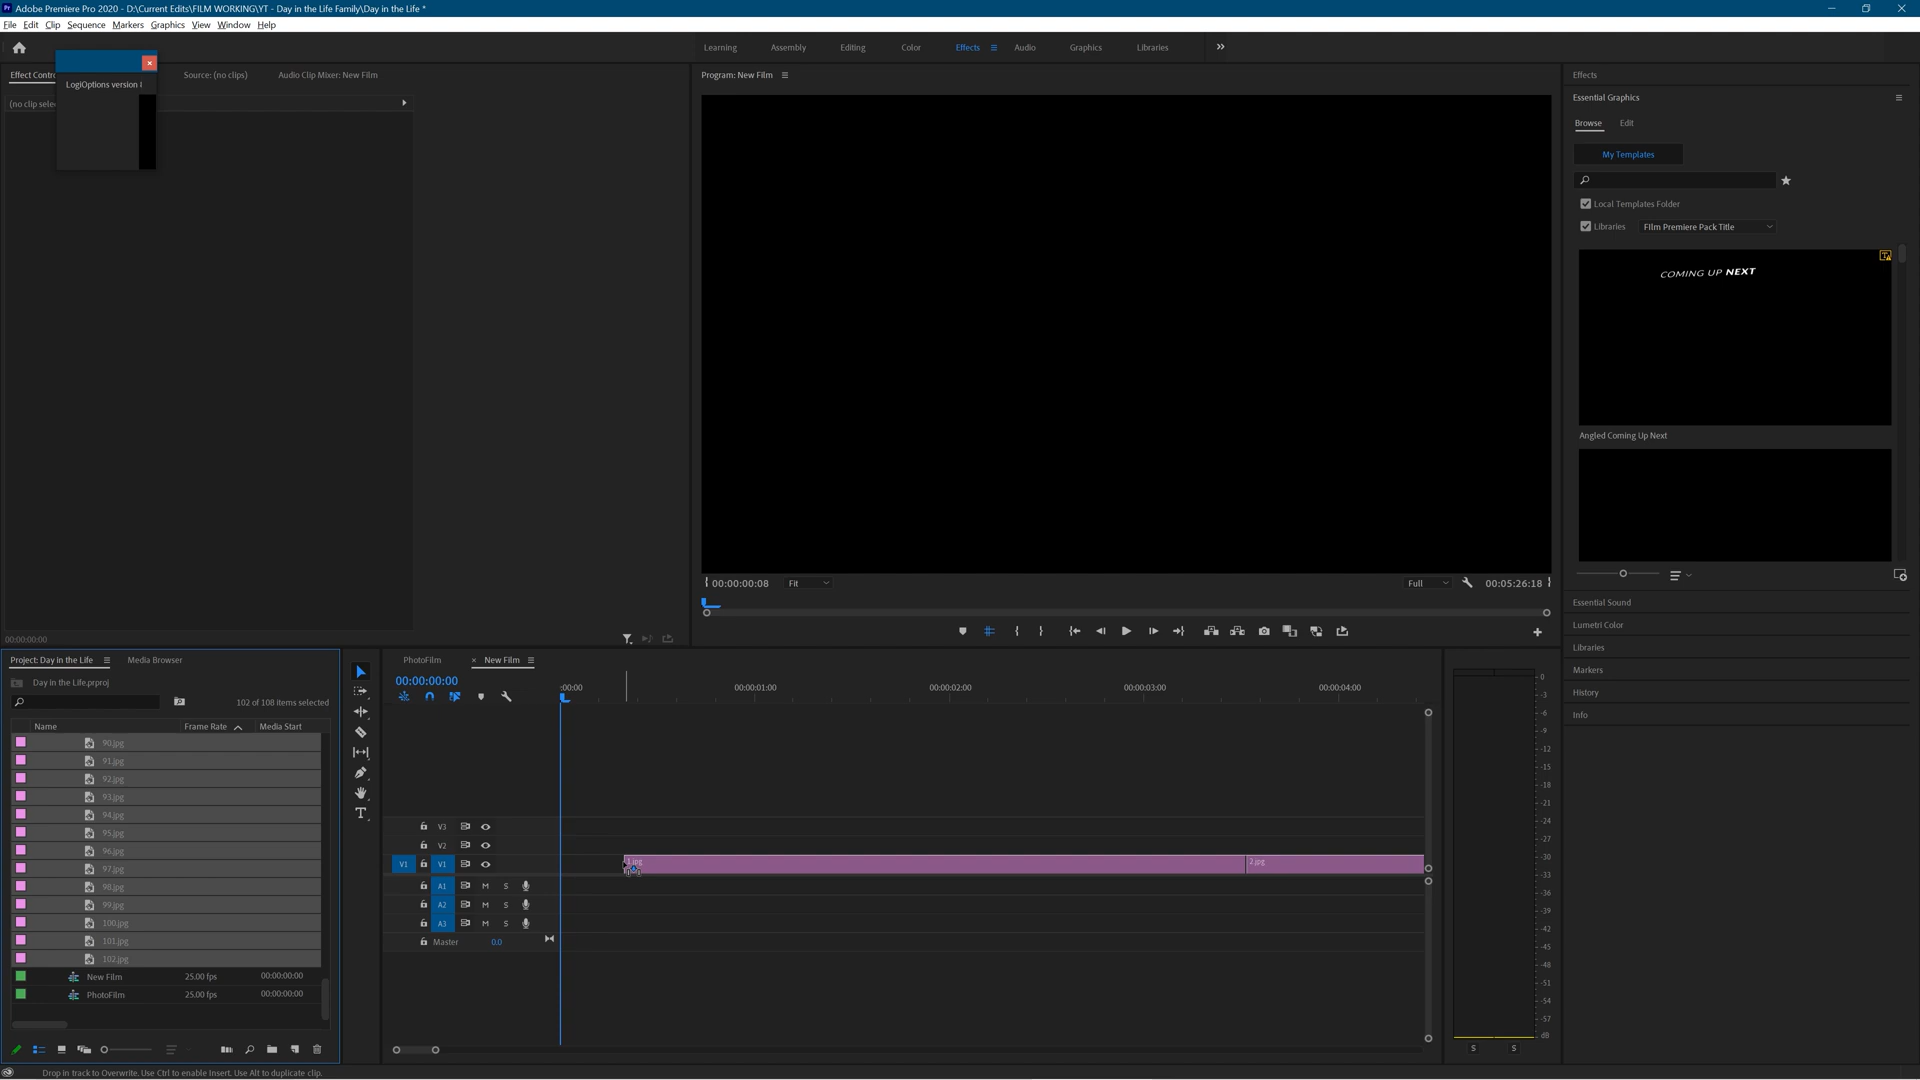 Adobe Premiere Pro 2020 - D:\Current Edits\FILM WORKING\YT - Day in the Life Family\Day in the Life *
File Edit Clip Sequence Markers Graphics View Window Help
Learning Assembly Editing Color Effects Audio Graphics Libraries
Effect Contro Source: (no clips) Audio Clip Mixer: New Film
LogiOptions version
(no clip sele
00:00:00:00
Program: New Film
00:00:00:08 Fit Full 00:05:26:18
Effects
Essential Graphics
Browse Edit
My Templates
Local Templates Folder
Libraries FIlm Premiere Pack Title
COMING UP NEXT
Angled Coming Up Next
Essential Sound
Lumetri Color
Libraries
Markers
History
Info
Project: Day in the Life Media Browser
Day in the Life.prproj
102 of 108 items selected
Name Frame Rate Media Start
90.jpg
91.jpg
92.jpg
93.jpg
94.jpg
95.jpg
96.jpg
97.jpg
98.jpg
99.jpg
100.jpg
101.jpg
102.jpg
New Film 25.00 fps 00:00:00:00
PhotoFilm 25.00 fps 00:00:00:00
PhotoFilm × New Film
00:00:00:00
:00:00 00:00:01:00 00:00:02:00 00:00:03:00 00:00:04:00
V3
V2
V1 V1 1.jpg 2.jpg
A1 M S
A2 M S
A3 M S
Master 0.0
0
-3
-6
-9
-12
-15
-18
-21
-24
-27
-30
-33
-36
-39
-42
-45
-48
-51
-54
-57
dB
S S
Drop in track to Overwrite. Use Ctrl to enable Insert. Use Alt to duplicate clip.